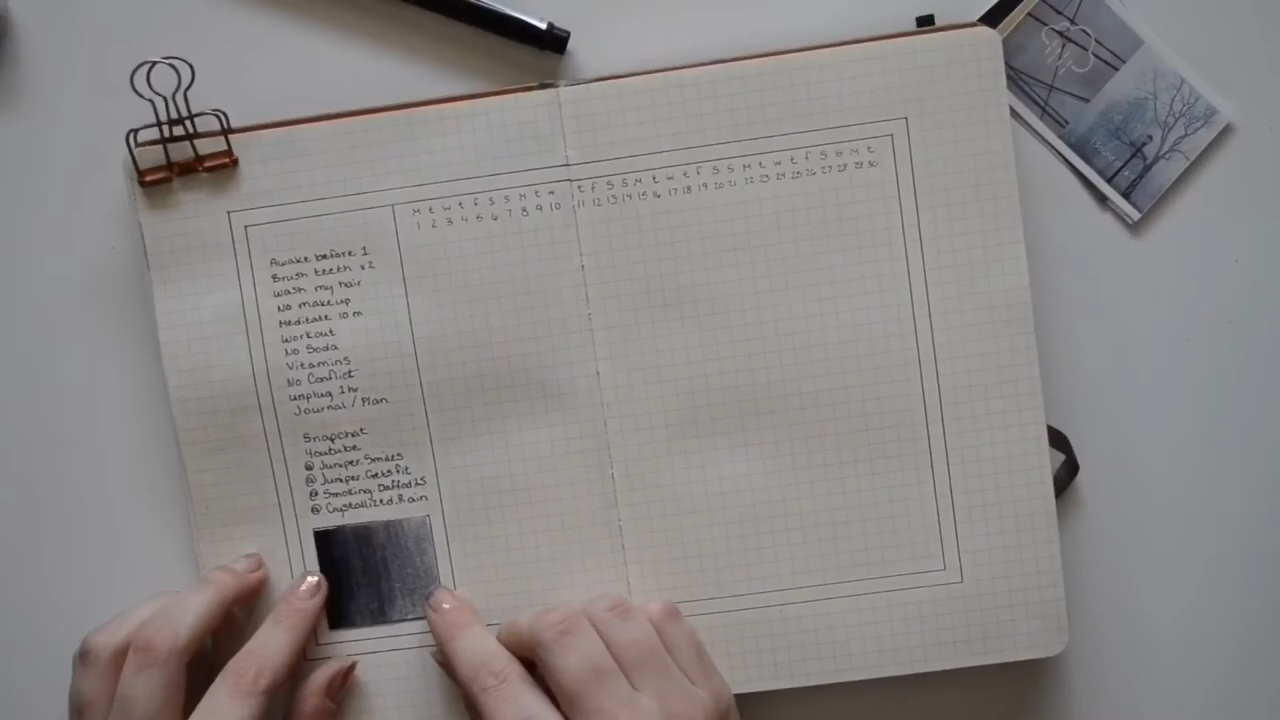 M t w t f S S M t w t f S S M t w t f S S M t w t f S S M t
1 2 3 4 5 6 7 8 9 10 11 12 13 14 15 16 17 18 19 20 21 22 23 24 25 26 27 28 29 30
Awake before 1
Brush teeth x2
wash my hair
No makeup
Meditate 10 m
Workout
No Soda
Vitamins
No Conflict
unplug 1hr
Journal / Plan
Snapchat
Youtube
@ Juniper.Smiles
@ Juniper.Gets.fit
@ Smoking.Daffodils
@ Crystallized.Rain